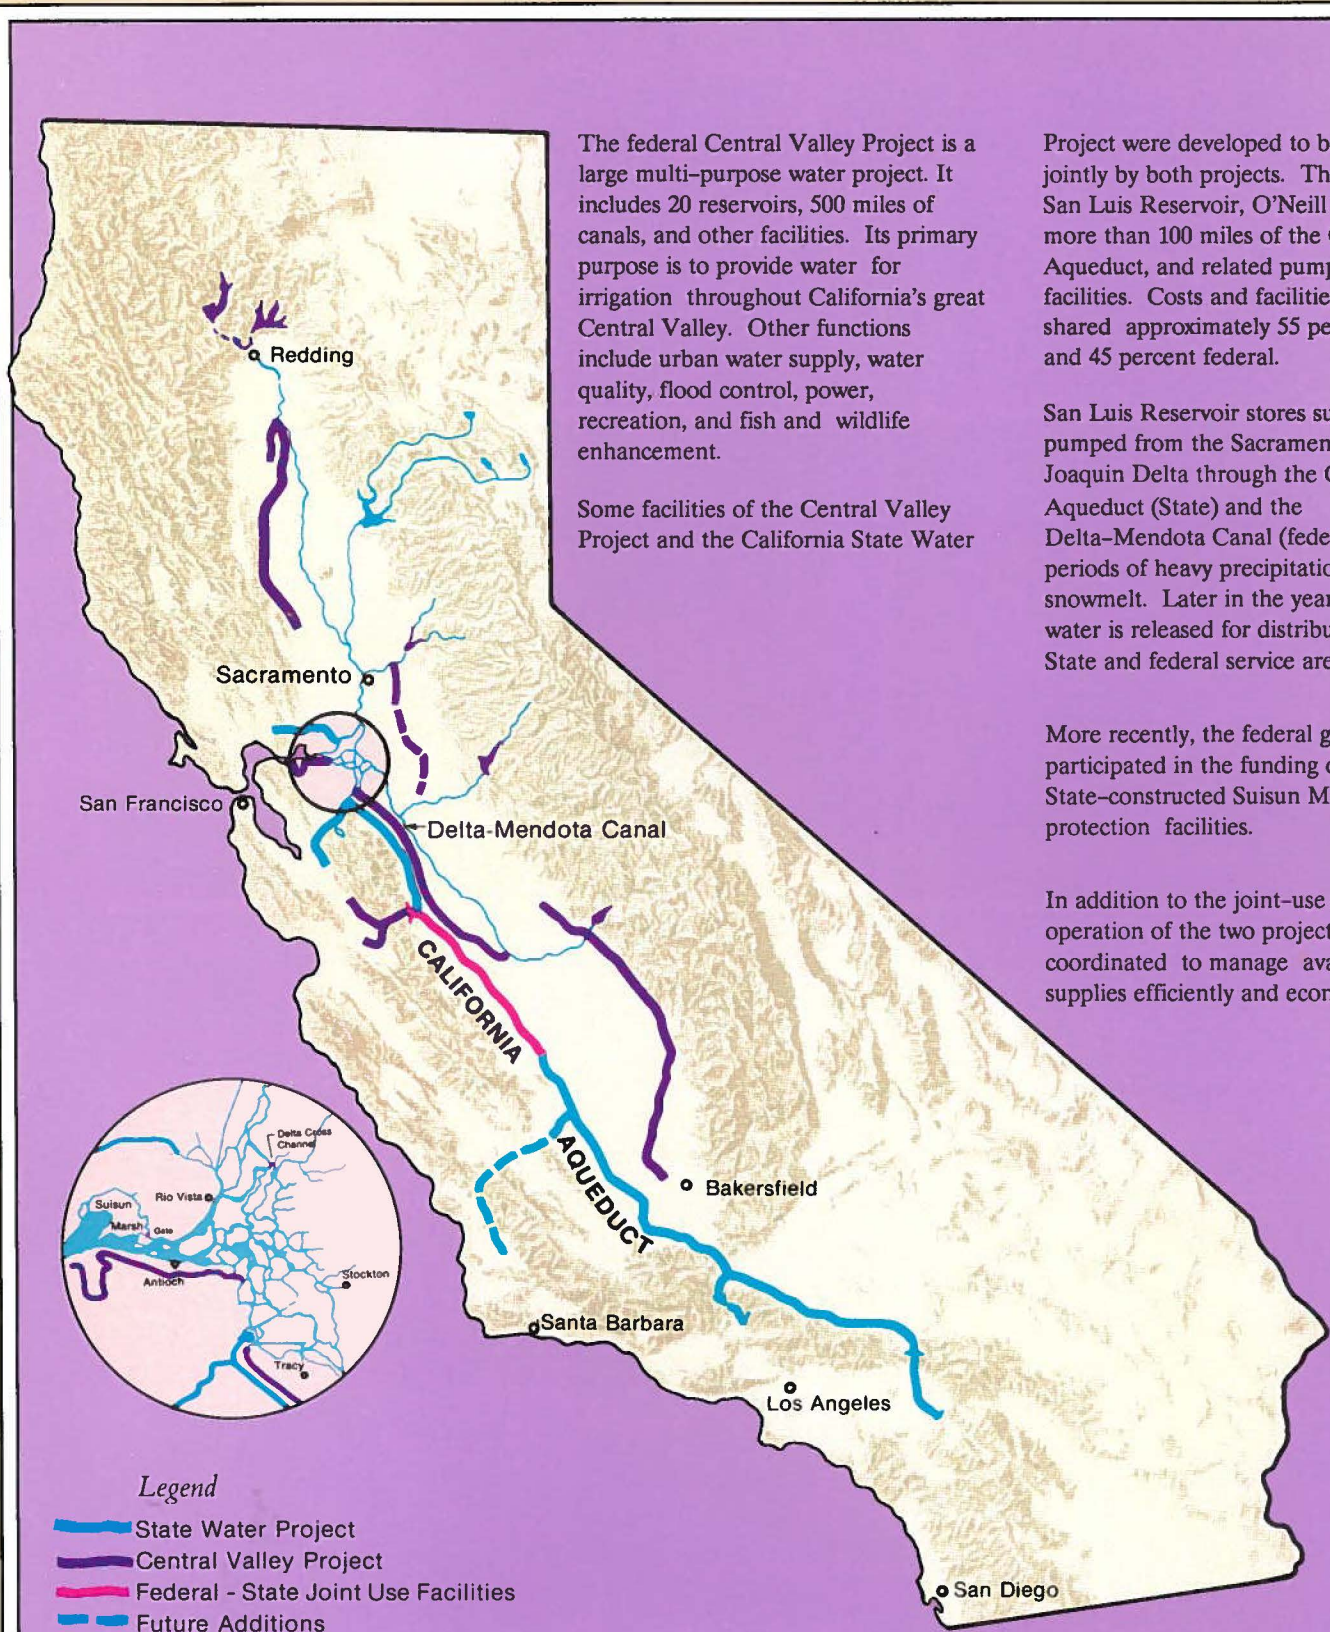 The federal Central Valley Project is a
large multi-purpose water project. It
includes 20 reservoirs, 500 miles of
canals, and other facilities. Its primary
purpose is to provide water for
irrigation throughout California's great
Central Valley. Other functions
include urban water supply, water
quality, flood control, power,
recreation, and fish and wildlife
enhancement.
Some facilities of the Central Valley
Project and the California State Water
Project were developed to b
jointly by both projects. Th
San Luis Reservoir, O'Neill
more than 100 miles of the
Aqueduct, and related pump
facilities. Costs and facilitie
shared approximately 55 pe
and 45 percent federal.
San Luis Reservoir stores su
pumped from the Sacramen
Joaquin Delta through the C
Aqueduct (State) and the
Delta-Mendota Canal (fede
periods of heavy precipitatio
snowmelt. Later in the year
water is released for distribu
State and federal service are
More recently, the federal g
participated in the funding o
State-constructed Suisun M
protection facilities.
In addition to the joint-use
operation of the two project
coordinated to manage ava
supplies efficiently and econ
Redding
Sacramento
San Francisco
Delta-Mendota Canal
CALIFORNIA
AQUEDUCT
Bakersfield
Santa Barbara
Los Angeles
San Diego
Delta Cross
Channel
Rio Vista
Suisun
Marsh
Gate
Antioch
Stockton
Tracy
Legend
State Water Project
Central Valley Project
Federal - State Joint Use Facilities
Future Additions